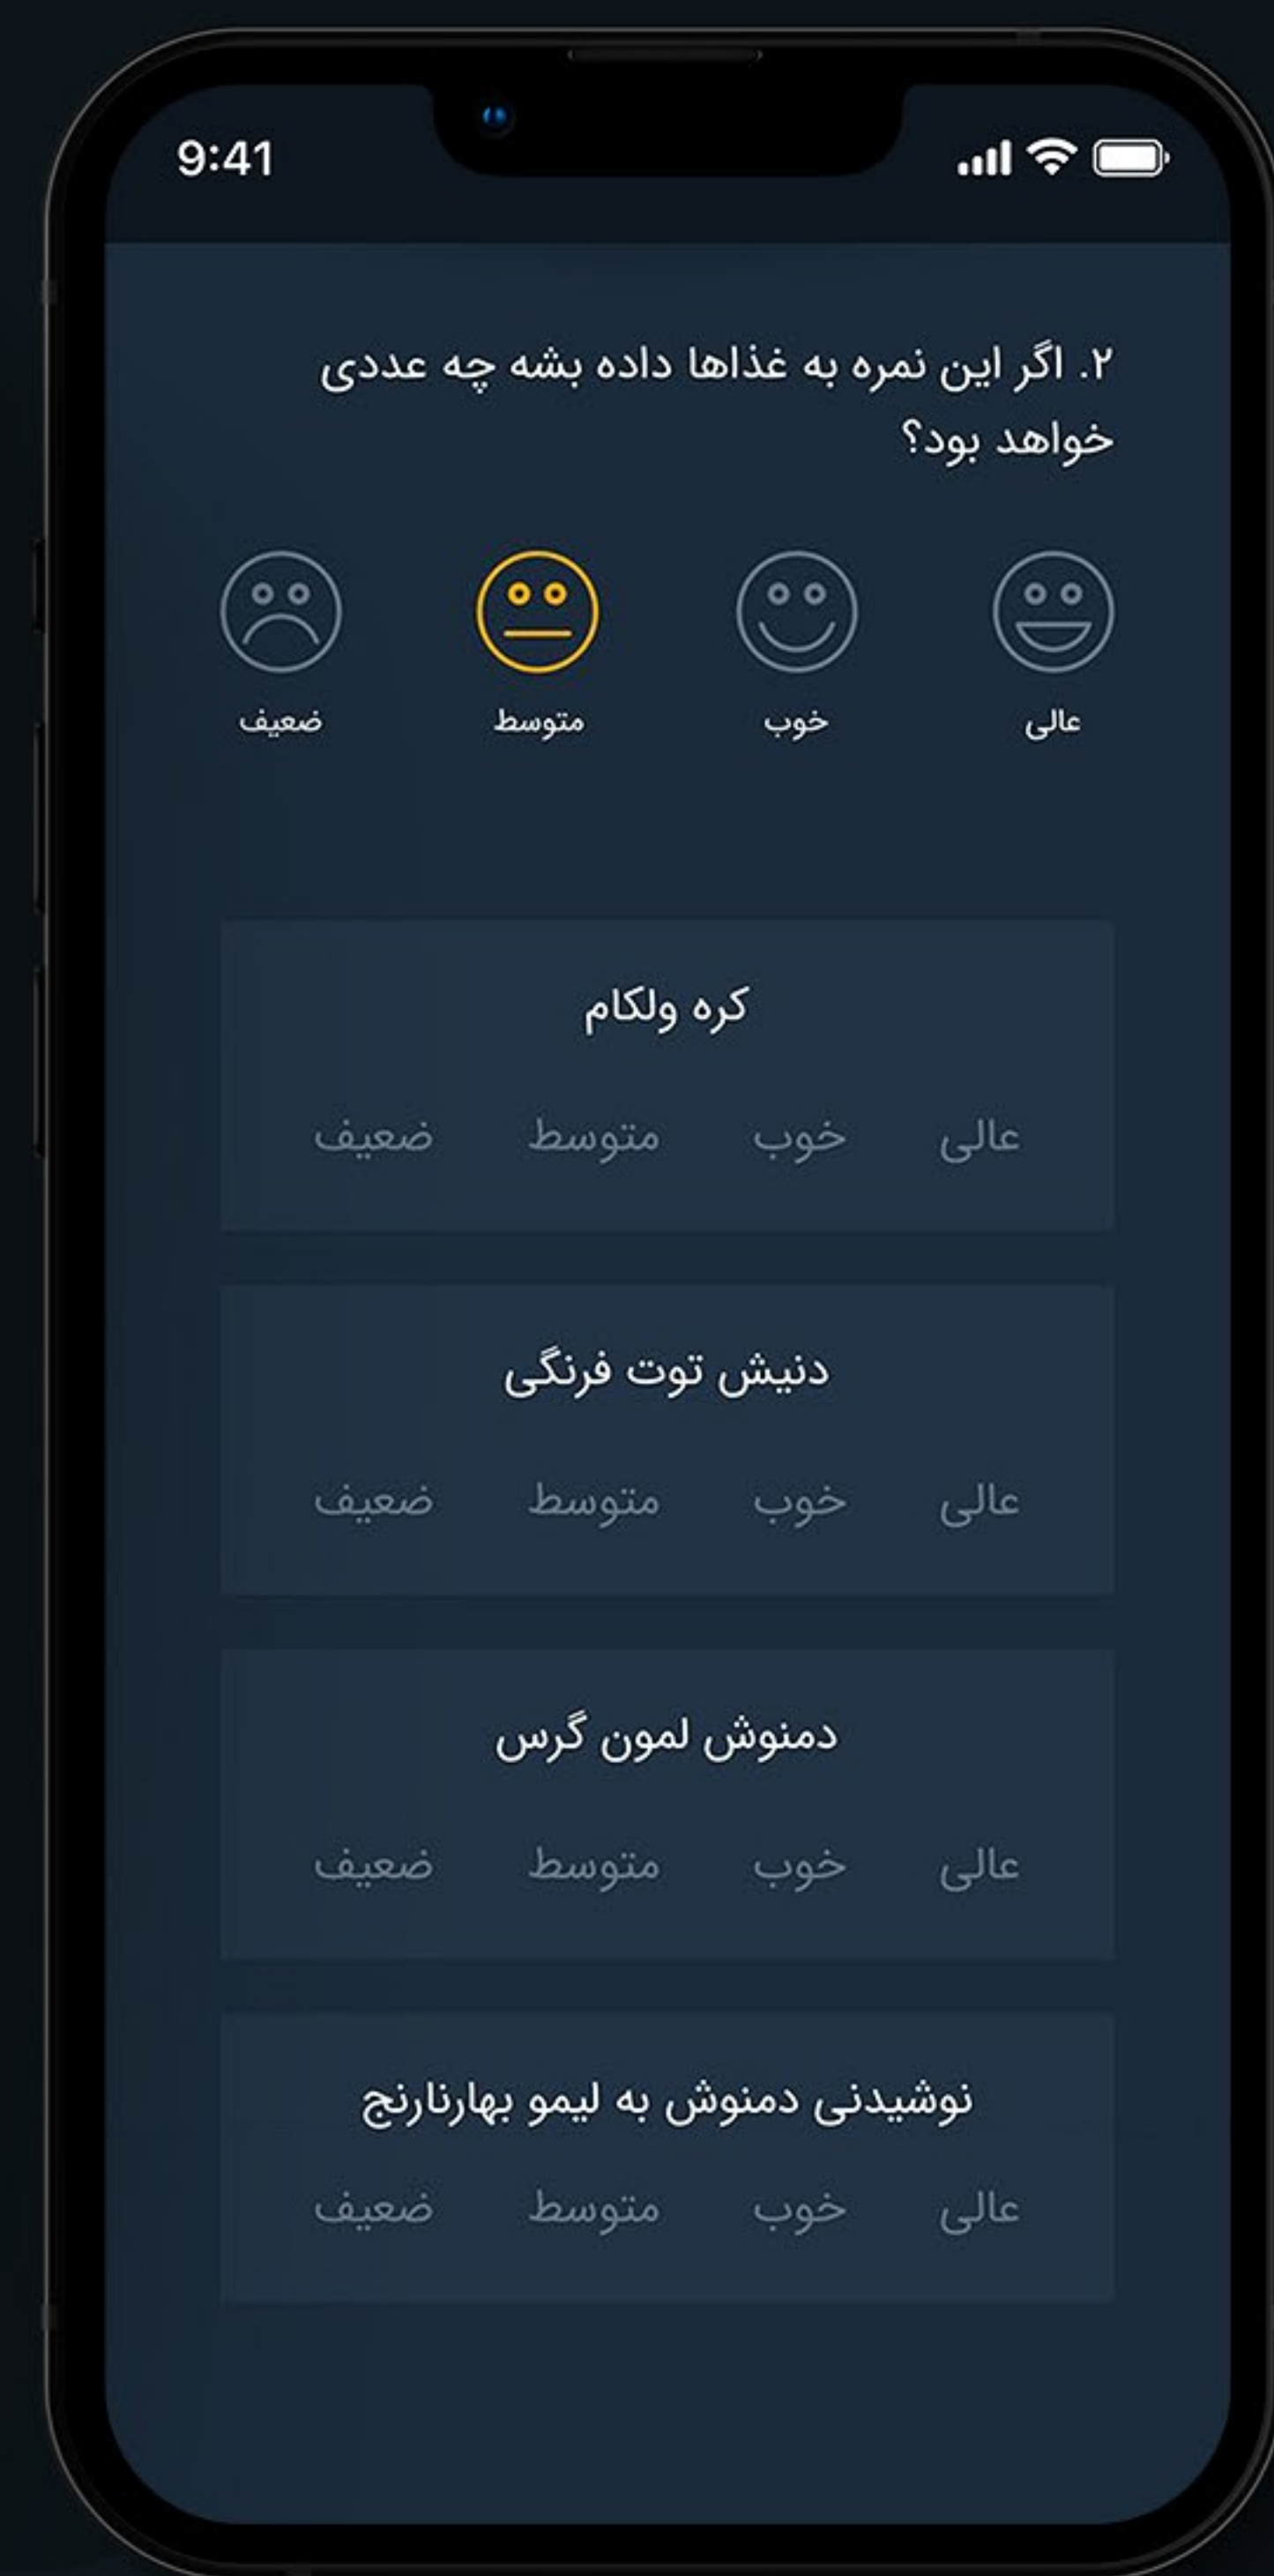 9:41
۲. اگر این نمره به غذاها داده بشه چه عددی
خواهد بود؟
عالی خوب متوسط ضعیف
کره ولکام
عالی خوب متوسط ضعیف
دنیش توت فرنگی
عالی خوب متوسط ضعیف
دمنوش لمون گرس
عالی خوب متوسط ضعیف
نوشیدنی دمنوش به لیمو بهارنارنج
عالی خوب متوسط ضعیف